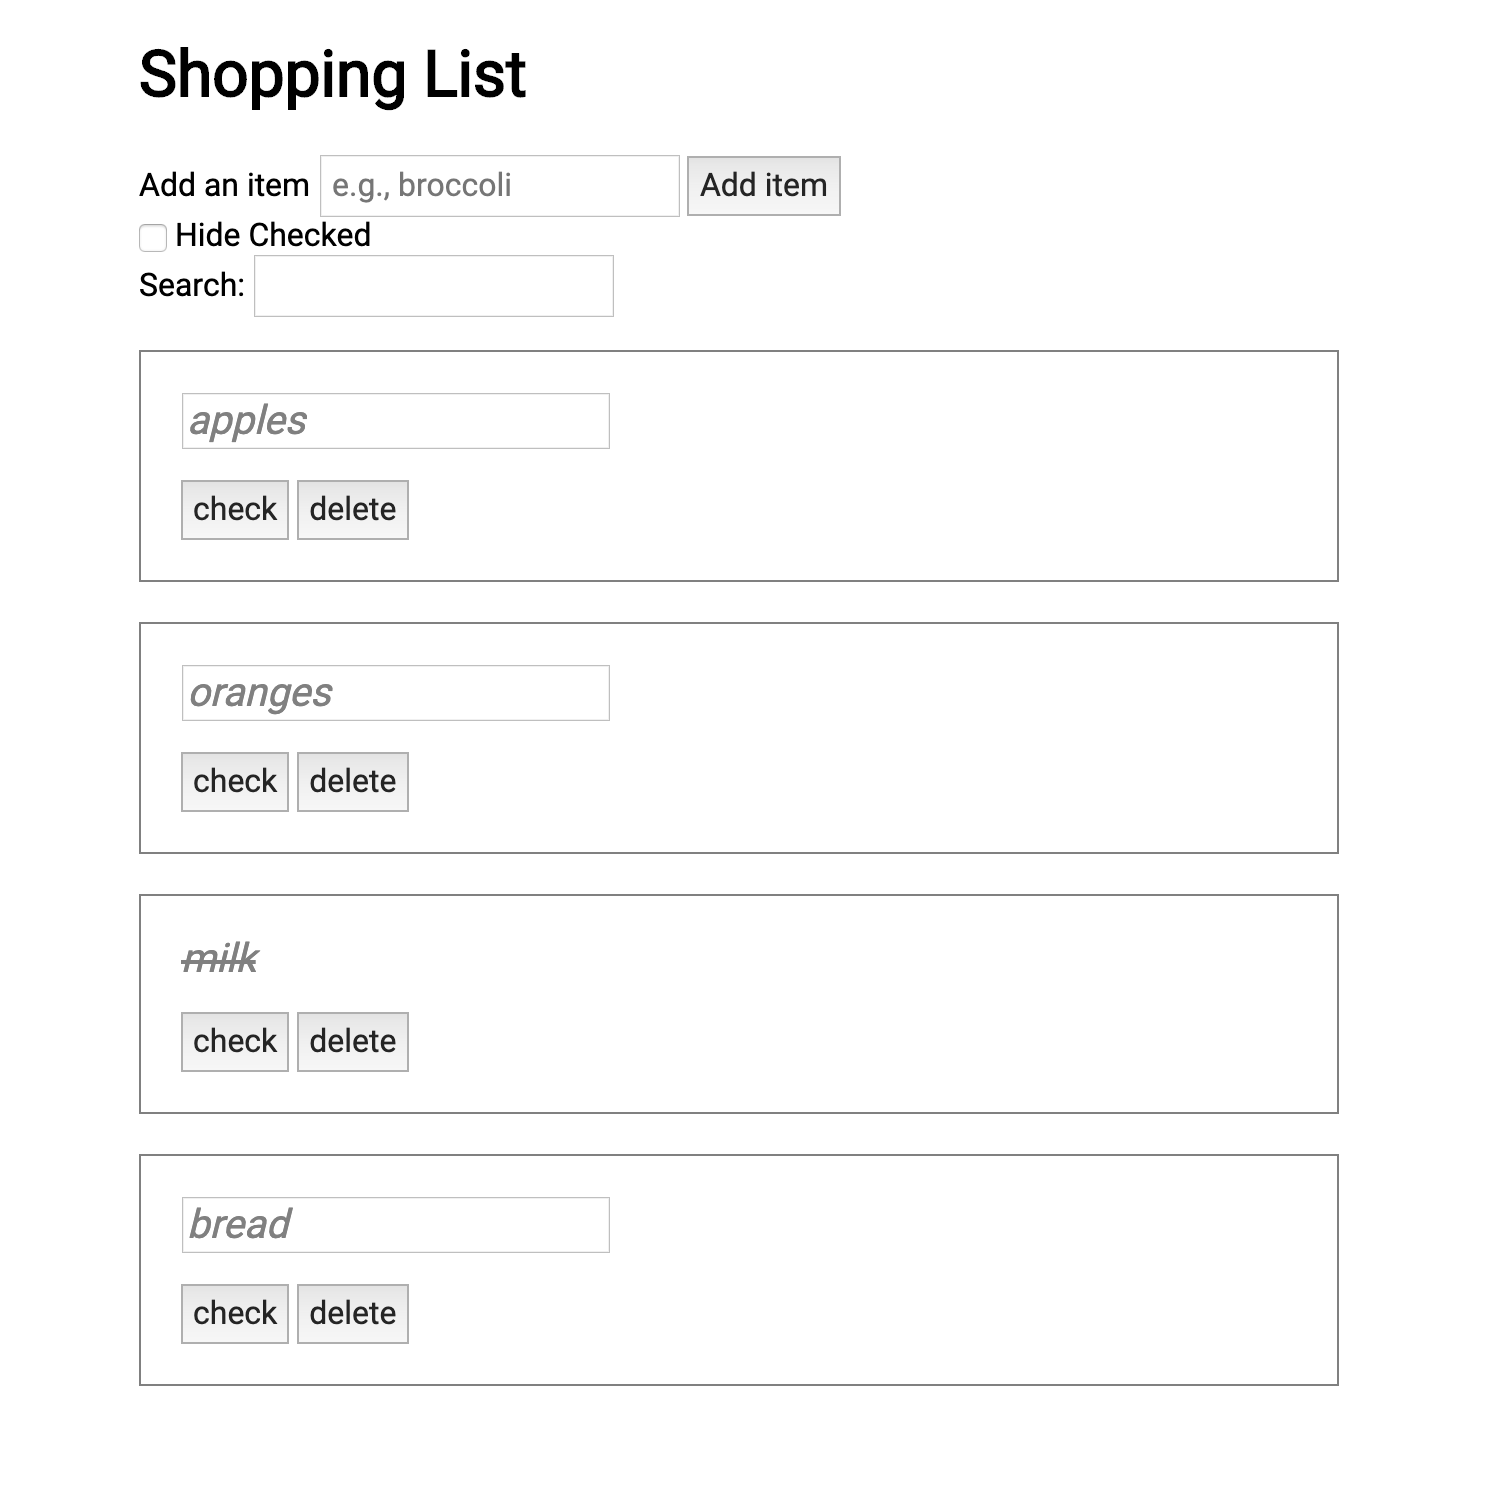 Shopping List
Add an item e.g., broccoli Add item
Hide Checked
Search:
apples
check delete
oranges
check delete
milk
check delete
bread
check delete